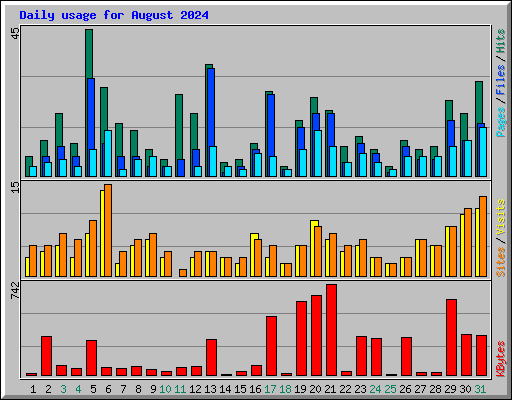 Daily usage for August 2024
45
Pages / Files / Hits
15
Sites / Visits
742
KBytes
1 2 3 4 5 6 7 8 9 10 11 12 13 14 15 16 17 18 19 20 21 22 23 24 25 26 27 28 29 30 31